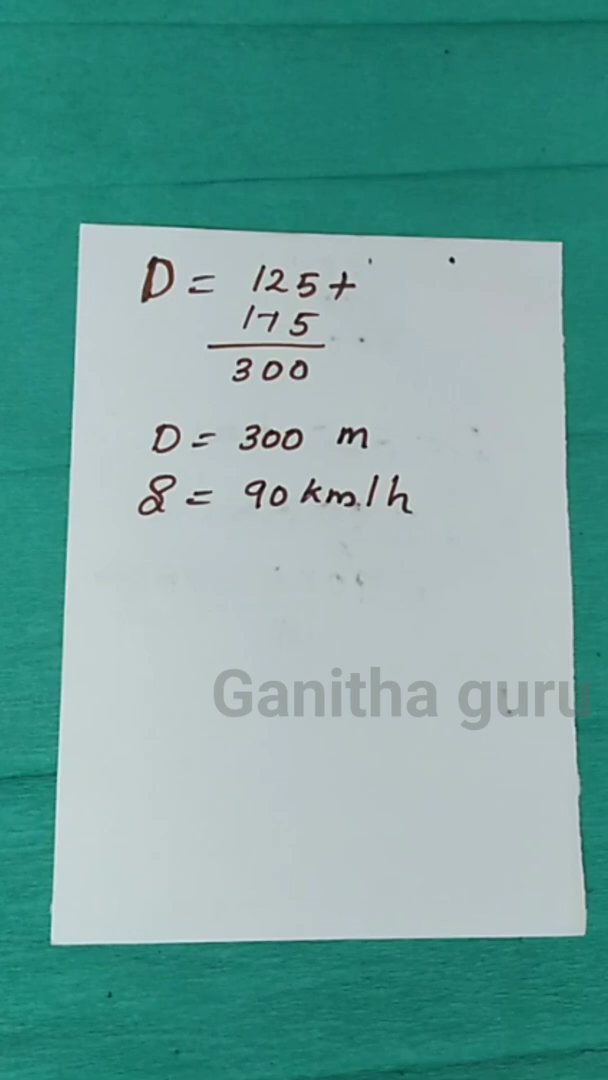 D = 125+
175
300
D = 300 m
S = 90 km/h
Ganitha guru